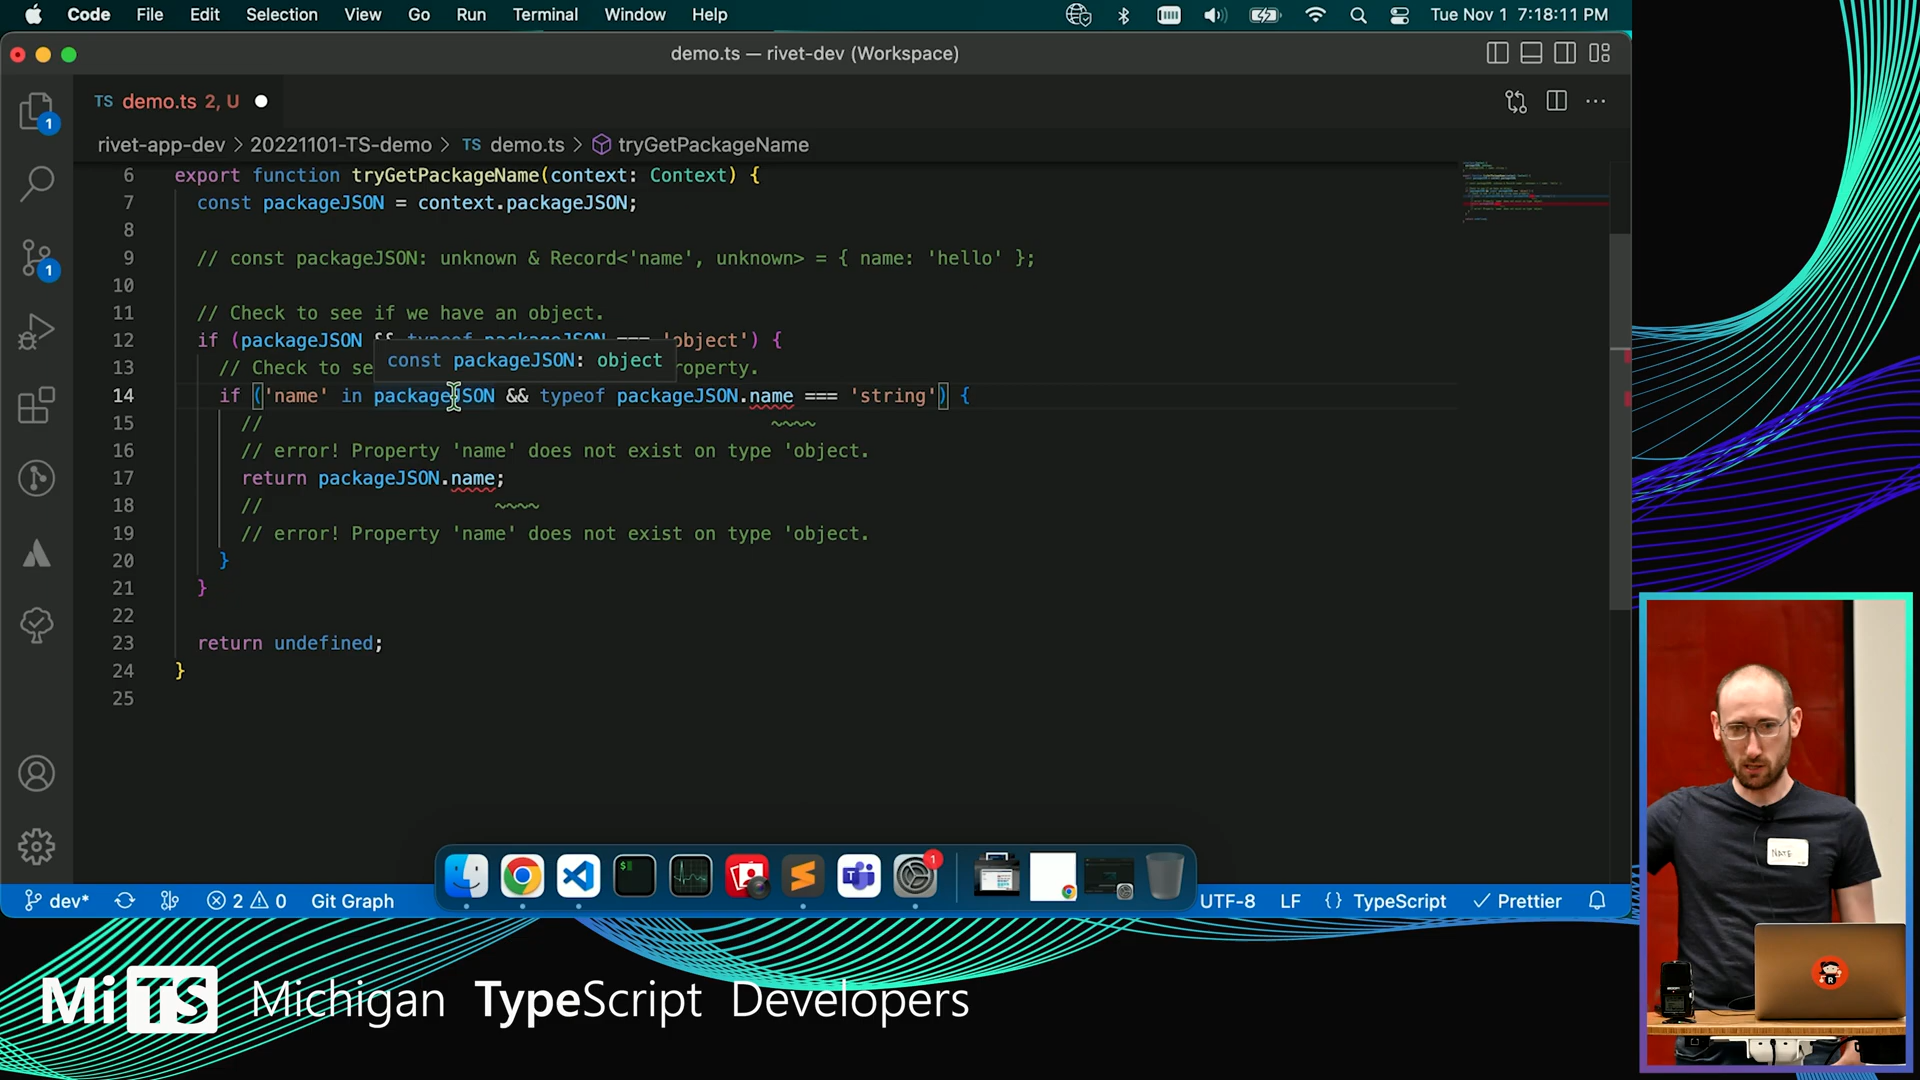 Code File Edit Selection View Go Run Terminal Window Help Tue Nov 1 7:18:11 PM
demo.ts — rivet-dev (Workspace)
TS demo.ts 2, U
1
rivet-app-dev > 20221101-TS-demo > TS demo.ts > tryGetPackageName
6 export function tryGetPackageName(context: Context) {
7 const packageJSON = context.packageJSON;
8
9 // const packageJSON: unknown & Record<'name', unknown> = { name: 'hello' };
10
1
11 // Check to see if we have an object.
12 if (packageJSON && typeof packageJSON === 'object') {
const packageJSON: object
13 // Check to se roperty.
14 if ('name' in packageJSON && typeof packageJSON.name === 'string') {
15 // ~~~~
16 // error! Property 'name' does not exist on type 'object.
17 return packageJSON.name;
18 // ~~~~
19 // error! Property 'name' does not exist on type 'object.
20 }
21 }
22
23 return undefined;
24 }
25
1
dev* 2 0 Git Graph UTF-8 LF {} TypeScript Prettier
NATE
R
MiTS Michigan TypeScript Developers